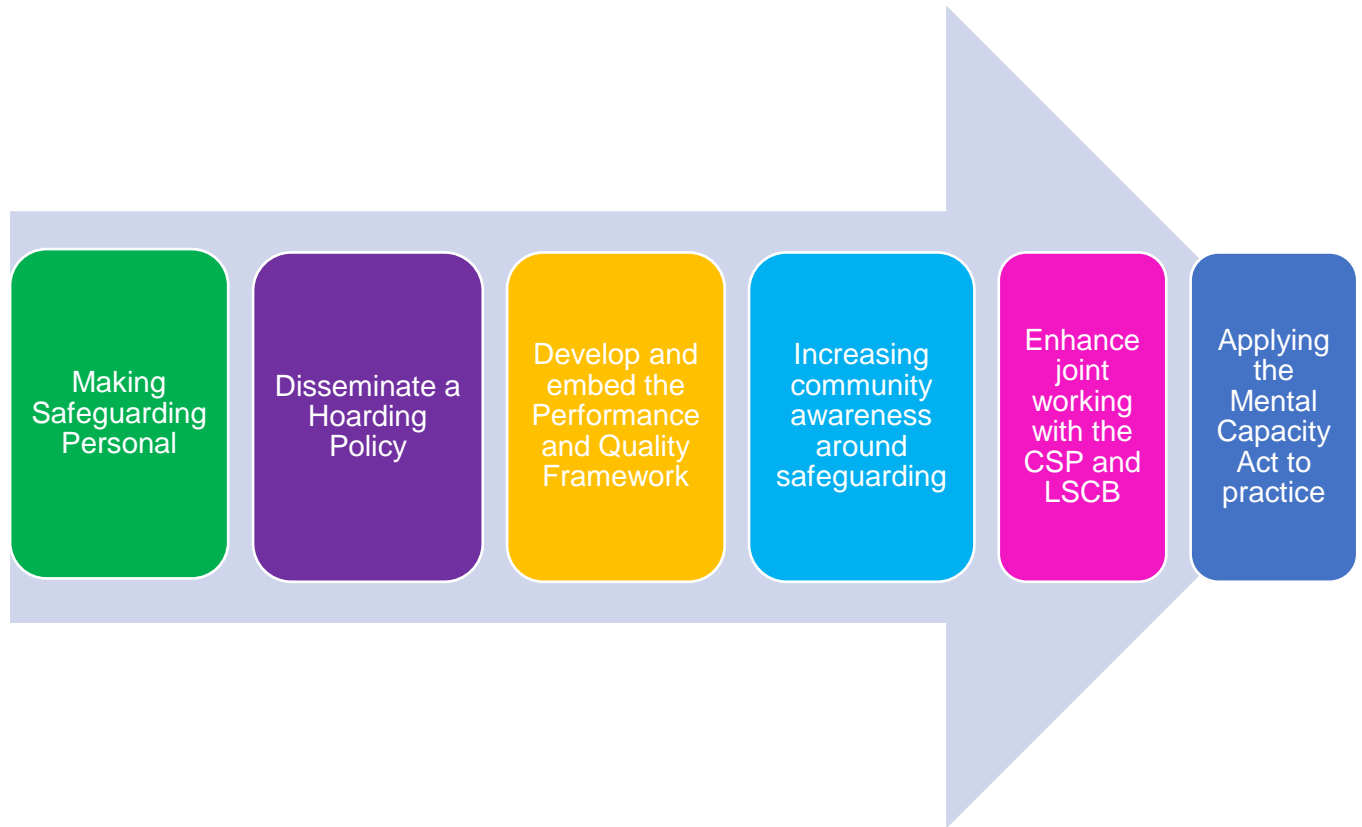 Making
Safeguarding
Personal
Disseminate a
Hoarding
Policy
Develop and
embed the
Performance
and Quality
Framework
Increasing
community
awareness
around
safeguarding
Enhance
joint
working
with the
CSP and
LSCB
Applying
the
Mental
Capacity
Act to
practice